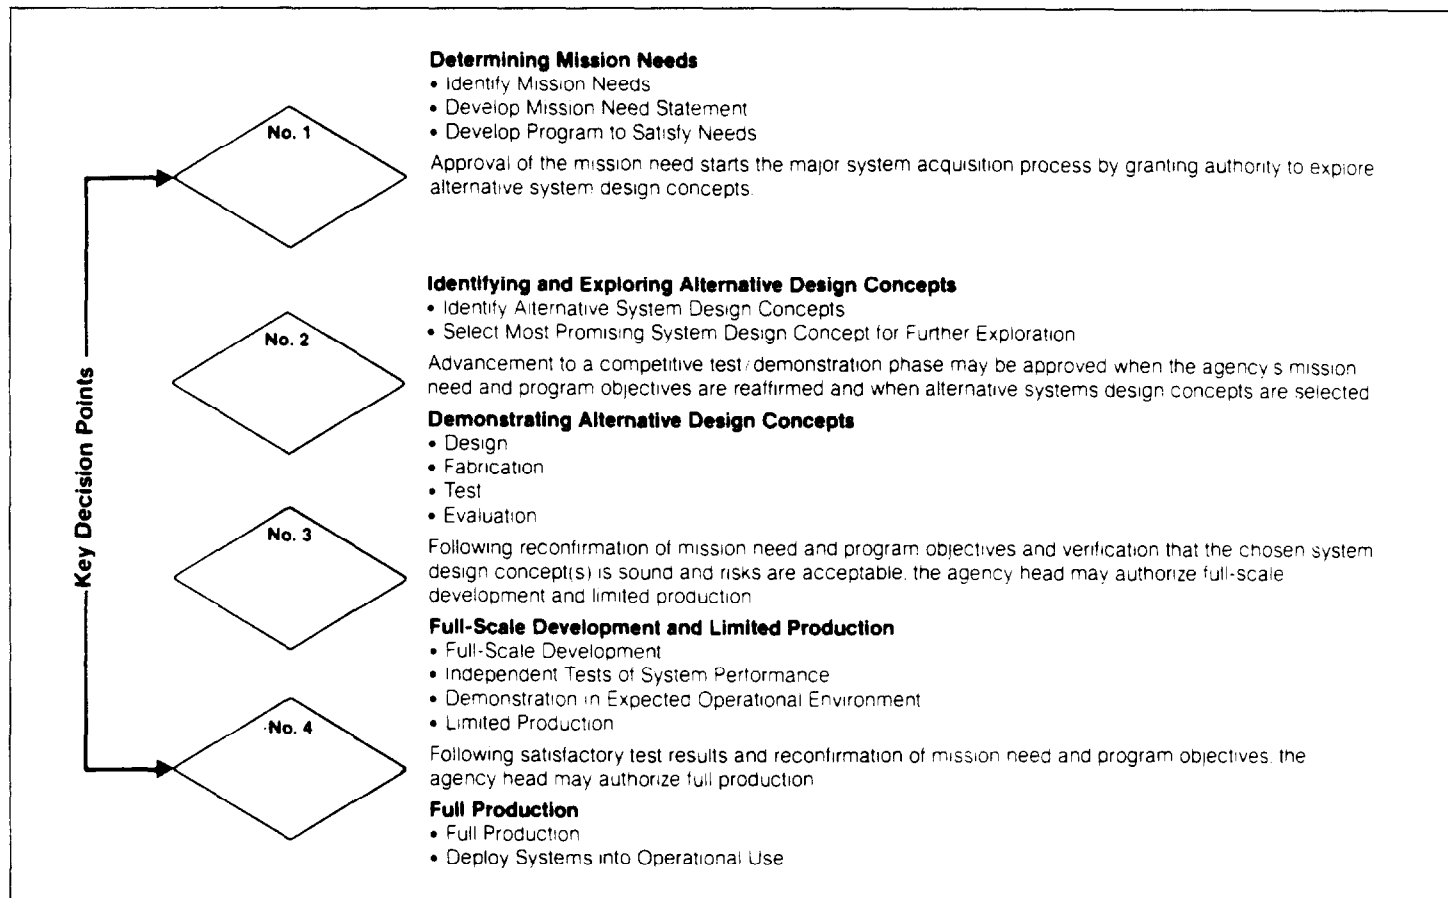 Key Decision Points
No. 1
Determining Mission Needs
• Identify Mission Needs
• Develop Mission Need Statement
• Develop Program to Satisfy Needs
Approval of the mission need starts the major system acquisition process by granting authority to explore
alternative system design concepts.
No. 2
Identifying and Exploring Alternative Design Concepts
• Identify Alternative System Design Concepts
• Select Most Promising System Design Concept for Further Exploration
Advancement to a competitive test/demonstration phase may be approved when the agency s mission
need and program objectives are reaffirmed and when alternative systems design concepts are selected
Demonstrating Alternative Design Concepts
• Design
• Fabrication
• Test
• Evaluation
No. 3
Following reconfirmation of mission need and program objectives and verification that the chosen system
design concept(s) is sound and risks are acceptable, the agency head may authorize full-scale
development and limited production
Full-Scale Development and Limited Production
• Full-Scale Development
• Independent Tests of System Performance
• Demonstration in Expected Operational Environment
• Limited Production
No. 4
Following satisfactory test results and reconfirmation of mission need and program objectives, the
agency head may authorize full production
Full Production
• Full Production
• Deploy Systems into Operational Use